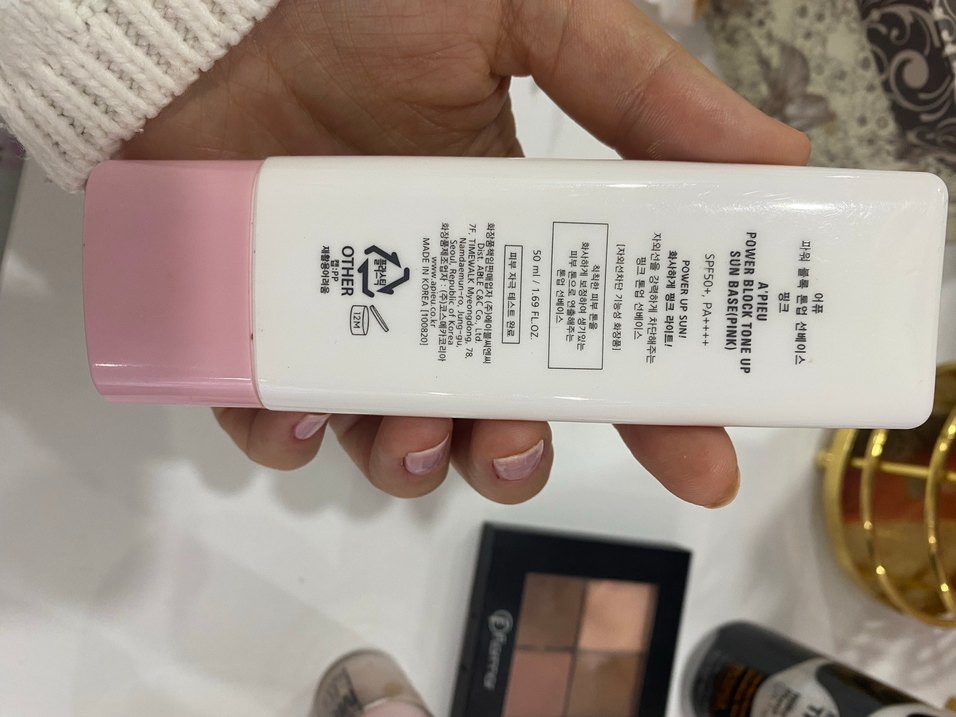 어퓨
파워 블록 톤업 선베이스
핑크
A'PIEU
POWER BLOCK TONE UP
SUN BASE(PINK)
SPF50+, PA++++
POWER UP SUN!
화사하게 핑크 라이트!
자외선을 강력하게 차단해주는
핑크 톤업 선베이스
[자외선차단 기능성 화장품]
칙칙한 피부 톤을
화사하게 보정하여 생기있는
피부 톤으로 연출해주는
톤업 선베이스
50 ml / 1.69 FL.OZ.
피부 자극 테스트 완료
화장품책임판매업자 (주)에이블씨엔씨
Dist. ABLE C&C Co., Ltd.
7F, TIMEWALK Myeongdong, 78,
Namdaemun-ro, Jung-gu,
Seoul, Republic of Korea
www.apieu.co.kr
화장품제조업자 : (주)코스메카코리아
MADE IN KOREA [100820]
플라스틱
OTHER
캡:PP
재활용어려움
12M
Flormar